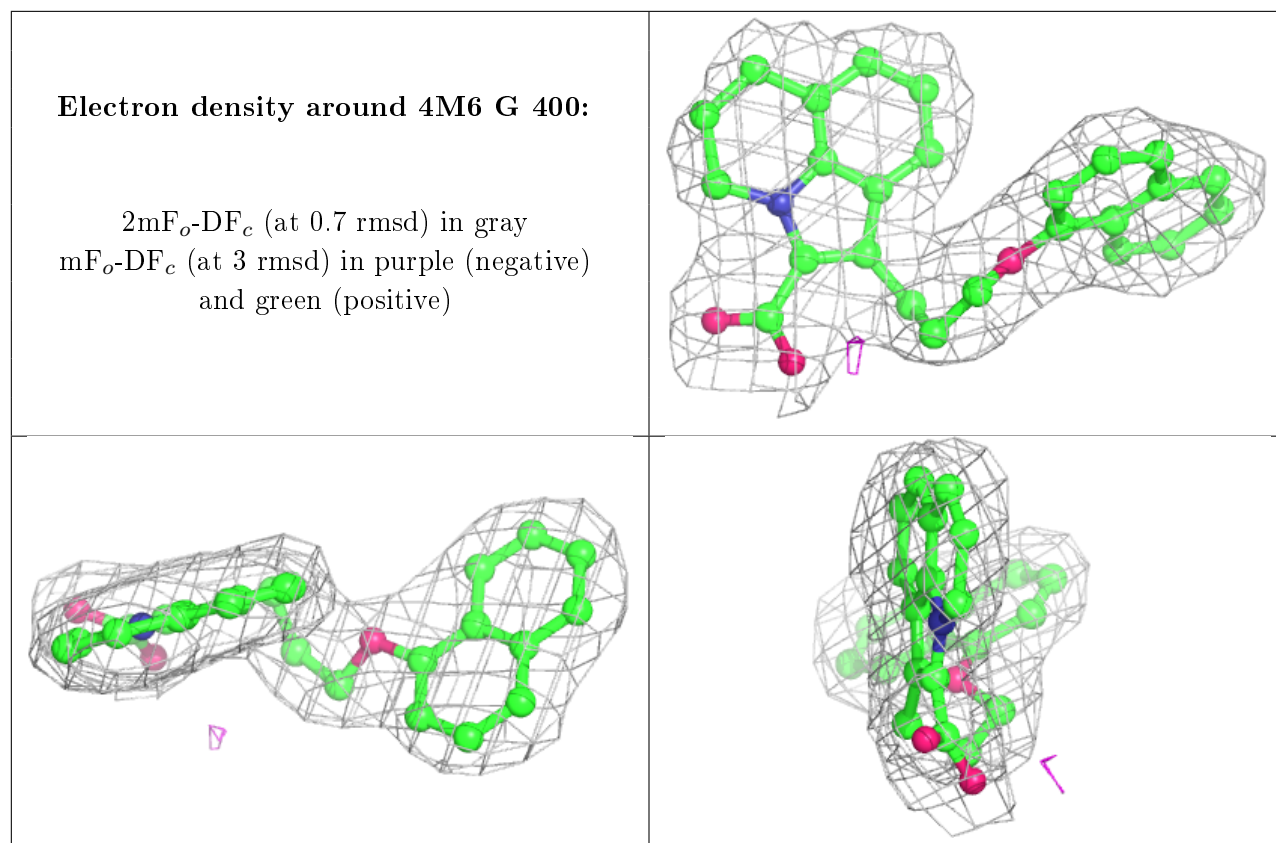 Electron density around 4M6 G 400:
2mFₒ-DF𝒸 (at 0.7 rmsd) in gray
mFₒ-DF𝒸 (at 3 rmsd) in purple (negative)
and green (positive)